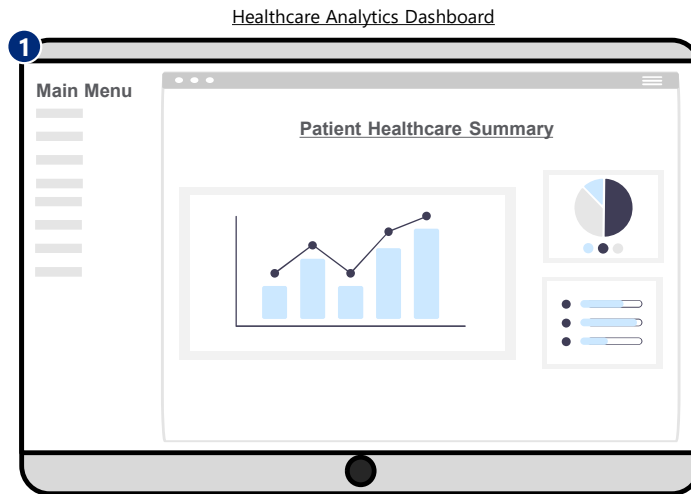 Healthcare Analytics Dashboard
1
Main Menu
Patient Healthcare Summary